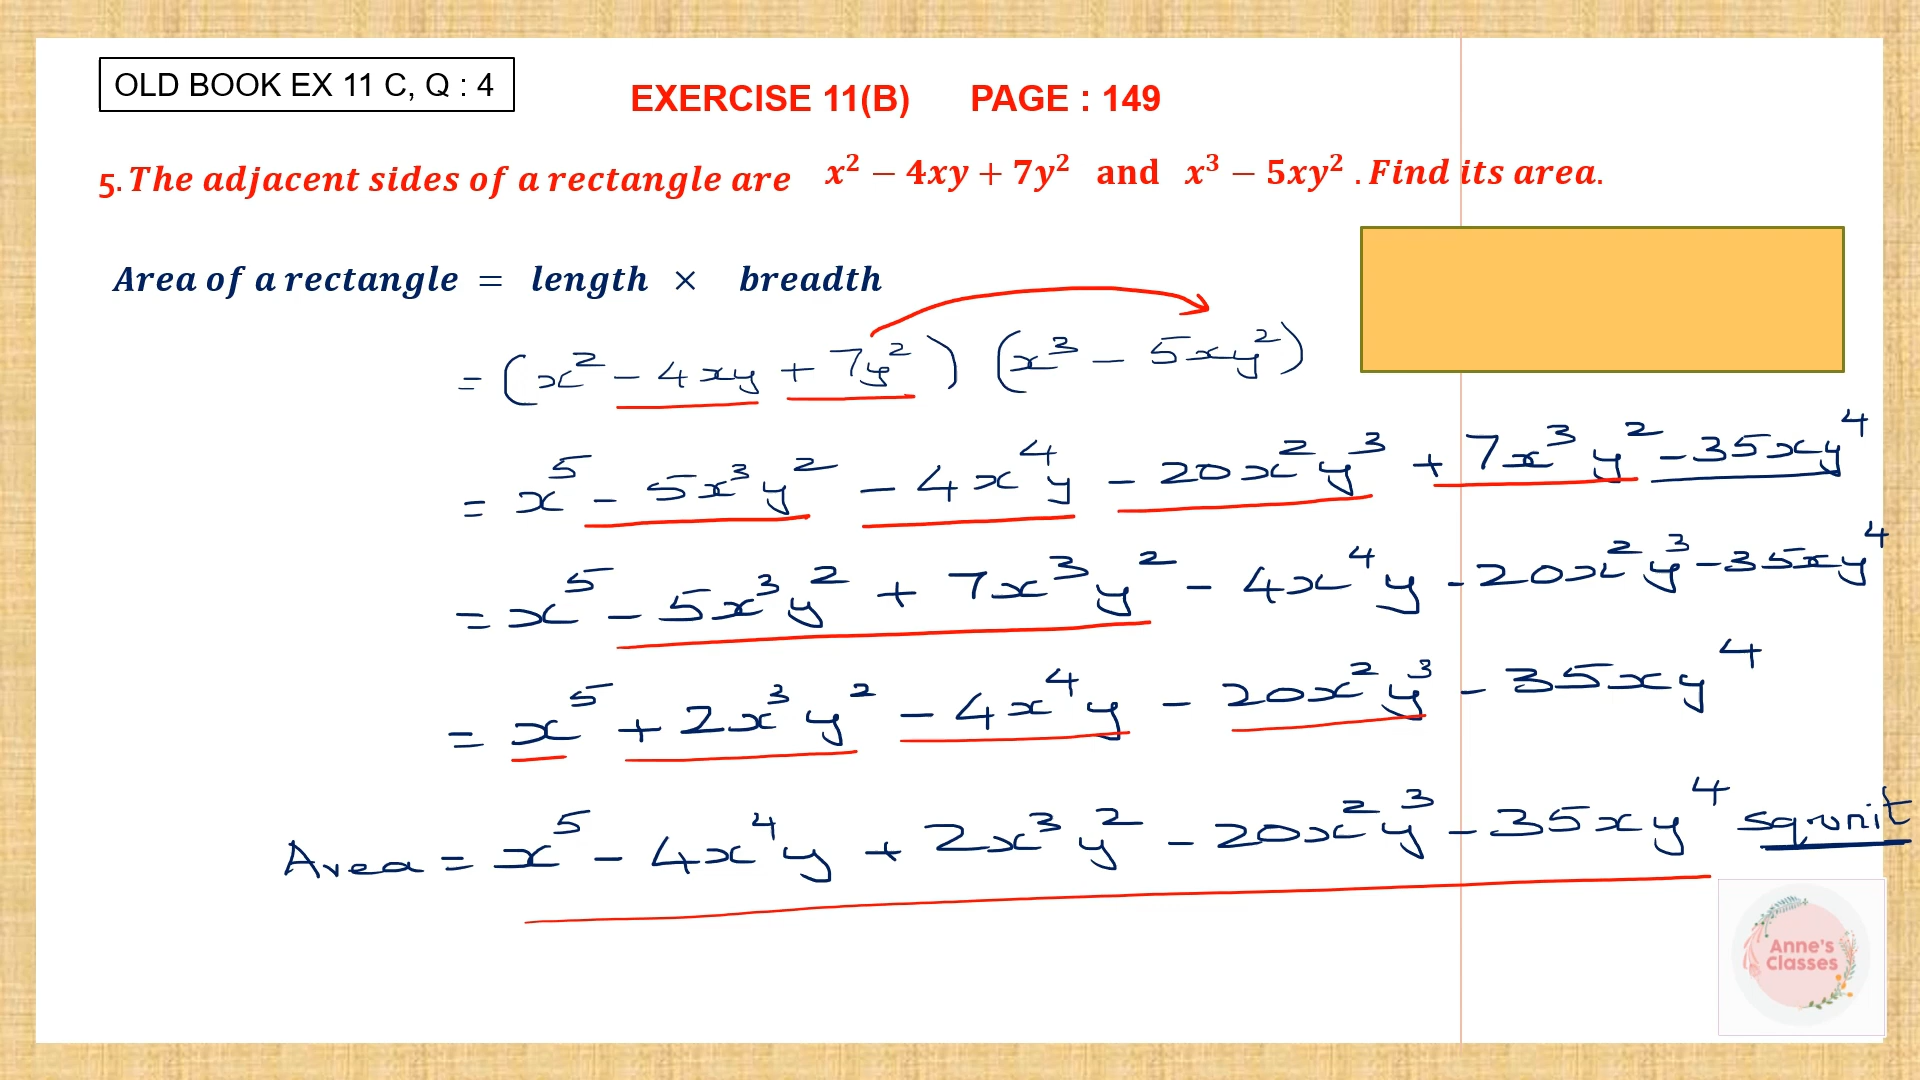 OLD BOOK EX 11 C, Q : 4
EXERCISE 11(B) PAGE : 149
5. The adjacent sides of a rectangle are x² − 4xy + 7y² and x³ − 5xy² . Find its area.
Area of a rectangle = length × breadth
= (x² − 4xy + 7y²) (x³ − 5xy²)
= x⁵ − 5x³y² − 4x⁴y − 20x²y³ + 7x³y² − 35xy⁴
= x⁵ − 5x³y² + 7x³y² − 4x⁴y − 20x²y³ − 35xy⁴
= x⁵ + 2x³y² − 4x⁴y − 20x²y³ − 35xy⁴
Area = x⁵ − 4x⁴y + 2x³y² − 20x²y³ − 35xy⁴ sq unit
Anne's
Classes